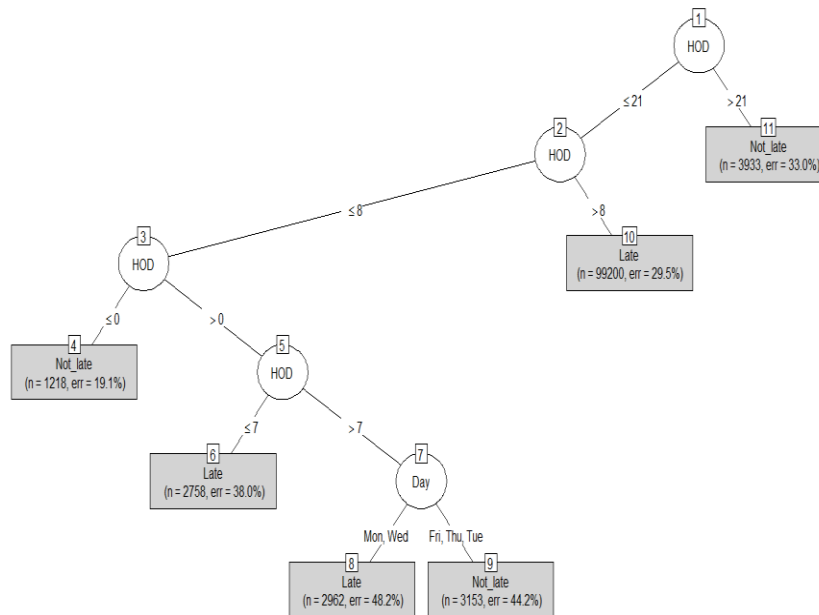 1
HOD
≤21
>21
2
HOD
11
Not_late
(n = 3933, err = 33.0%)
≤8
>8
3
HOD
10
Late
(n = 99200, err = 29.5%)
≤0
>0
4
Not_late
(n = 1218, err = 19.1%)
5
HOD
≤7
>7
6
Late
(n = 2758, err = 38.0%)
7
Day
Mon, Wed
Fri, Thu, Tue
8
Late
(n = 2962, err = 48.2%)
9
Not_late
(n = 3153, err = 44.2%)